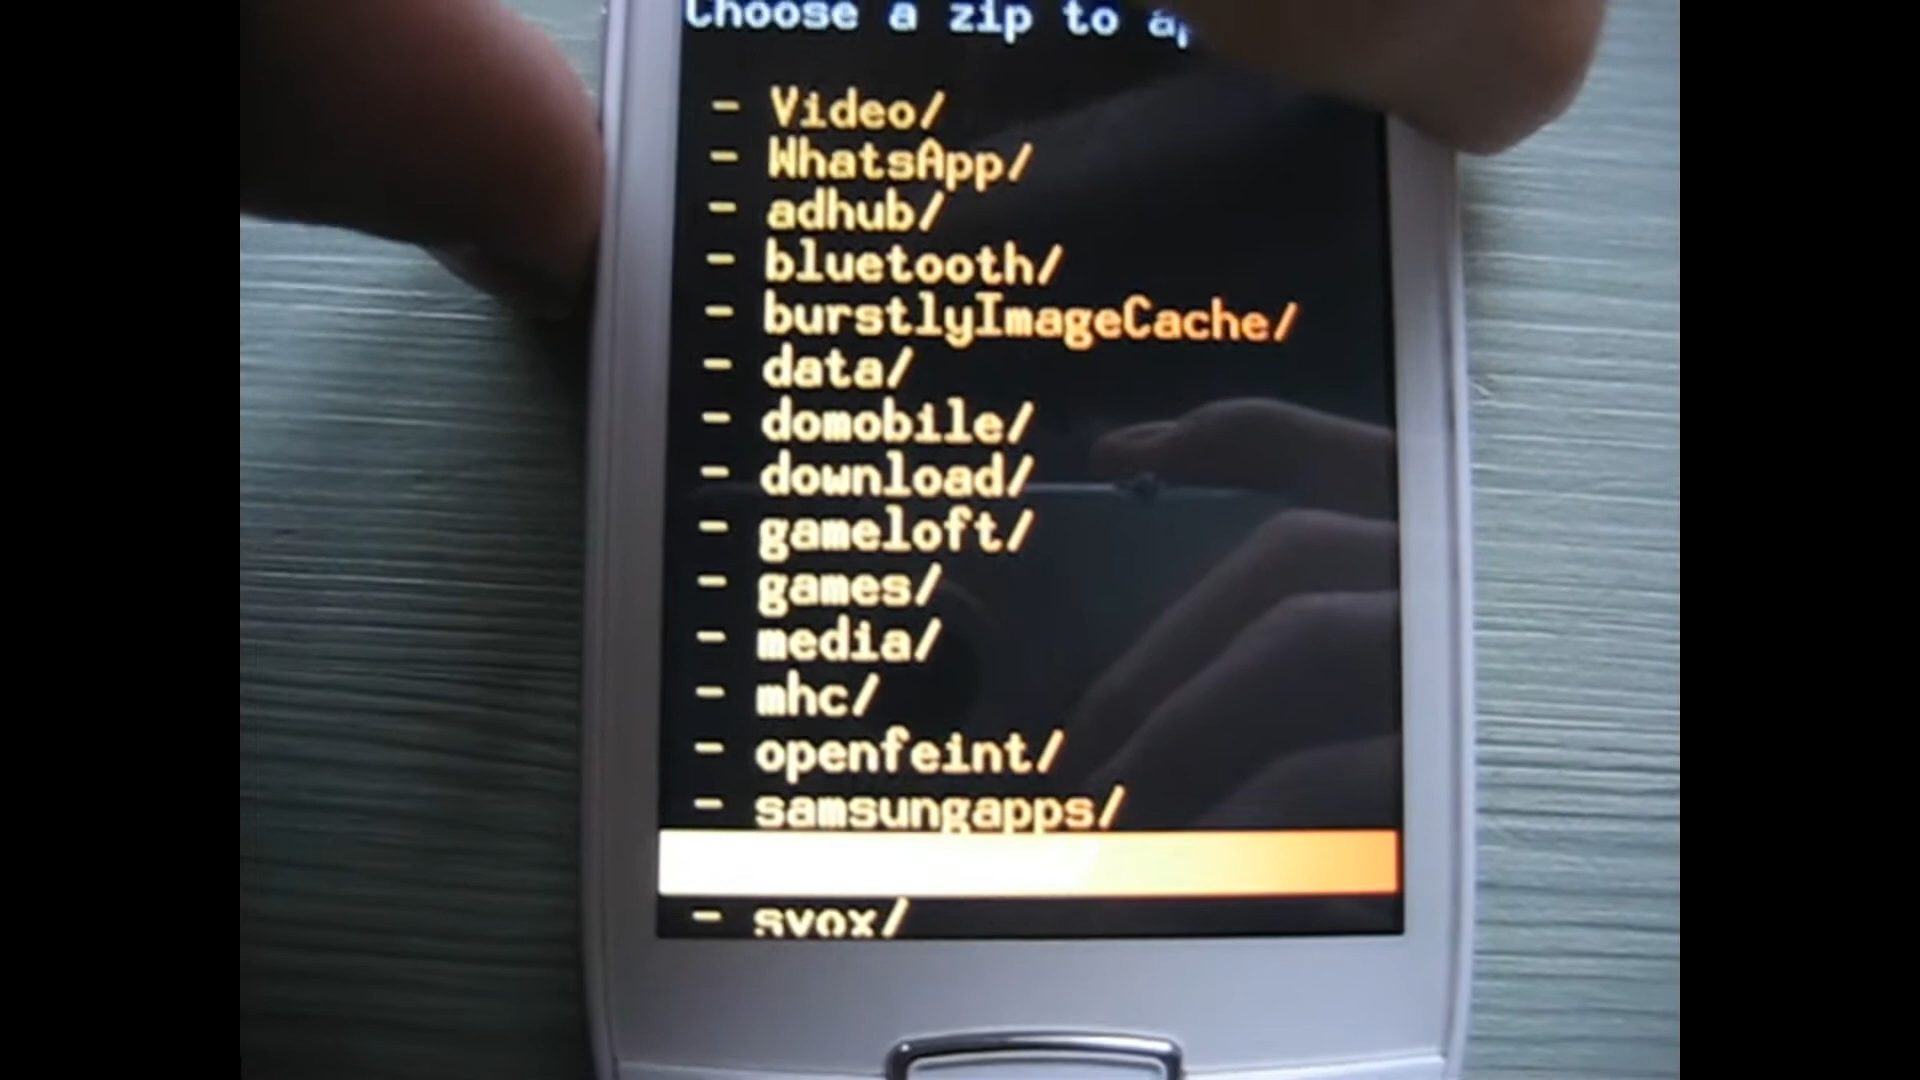 Choose a zip to
- Video/
- WhatsApp/
- adhub/
- bluetooth/
- burstlyImageCache/
- data/
- domobile/
- download/
- gameloft/
- games/
- media/
- mhc/
- openfeint/
- samsungapps/
- svox/